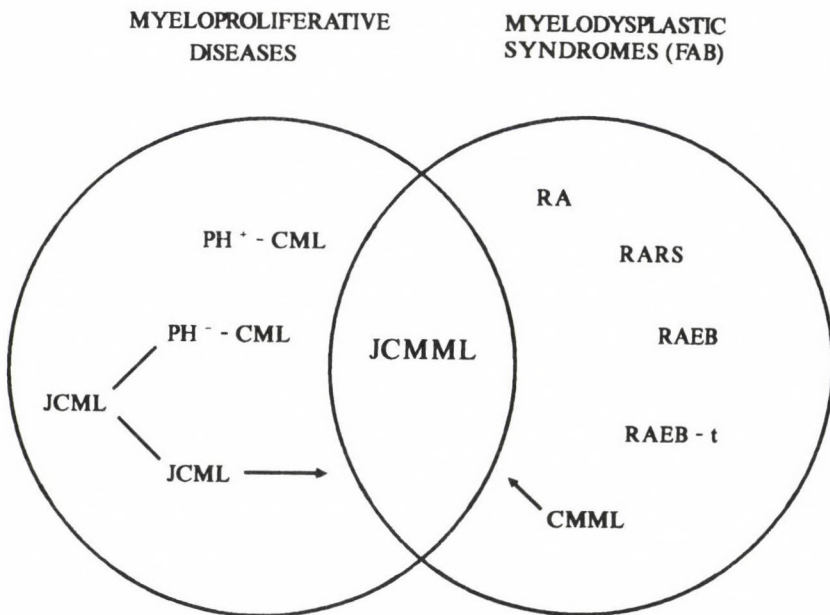 MYELOPROLIFERATIVE
DISEASES
MYELODYSPLASTIC
SYNDROMES (FAB)
PH⁺ - CML
PH⁻ - CML
JCML
JCML
JCMML
RA
RARS
RAEB
RAEB - t
CMML